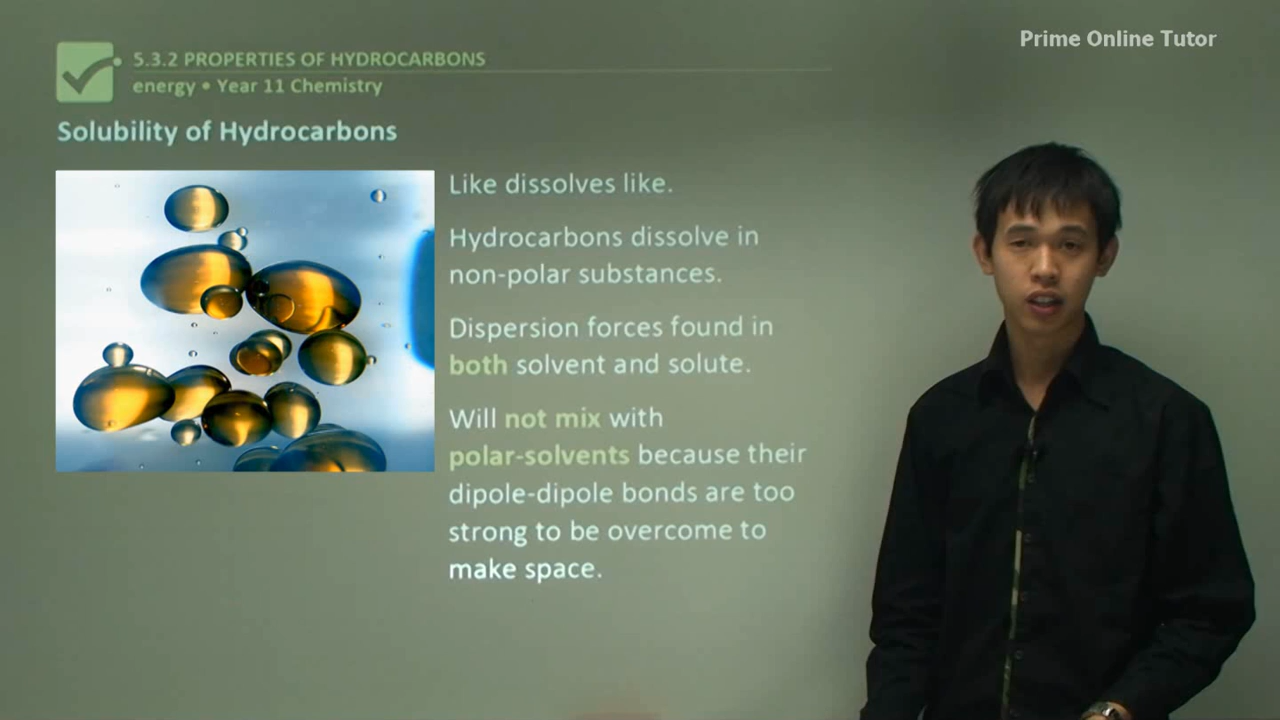 Prime Online Tutor
5.3.2 PROPERTIES OF HYDROCARBONS
energy • Year 11 Chemistry
Solubility of Hydrocarbons
Like dissolves like.
Hydrocarbons dissolve in
non-polar substances.
Dispersion forces found in
both solvent and solute.
Will not mix with
polar-solvents because their
dipole-dipole bonds are too
strong to be overcome to
make space.